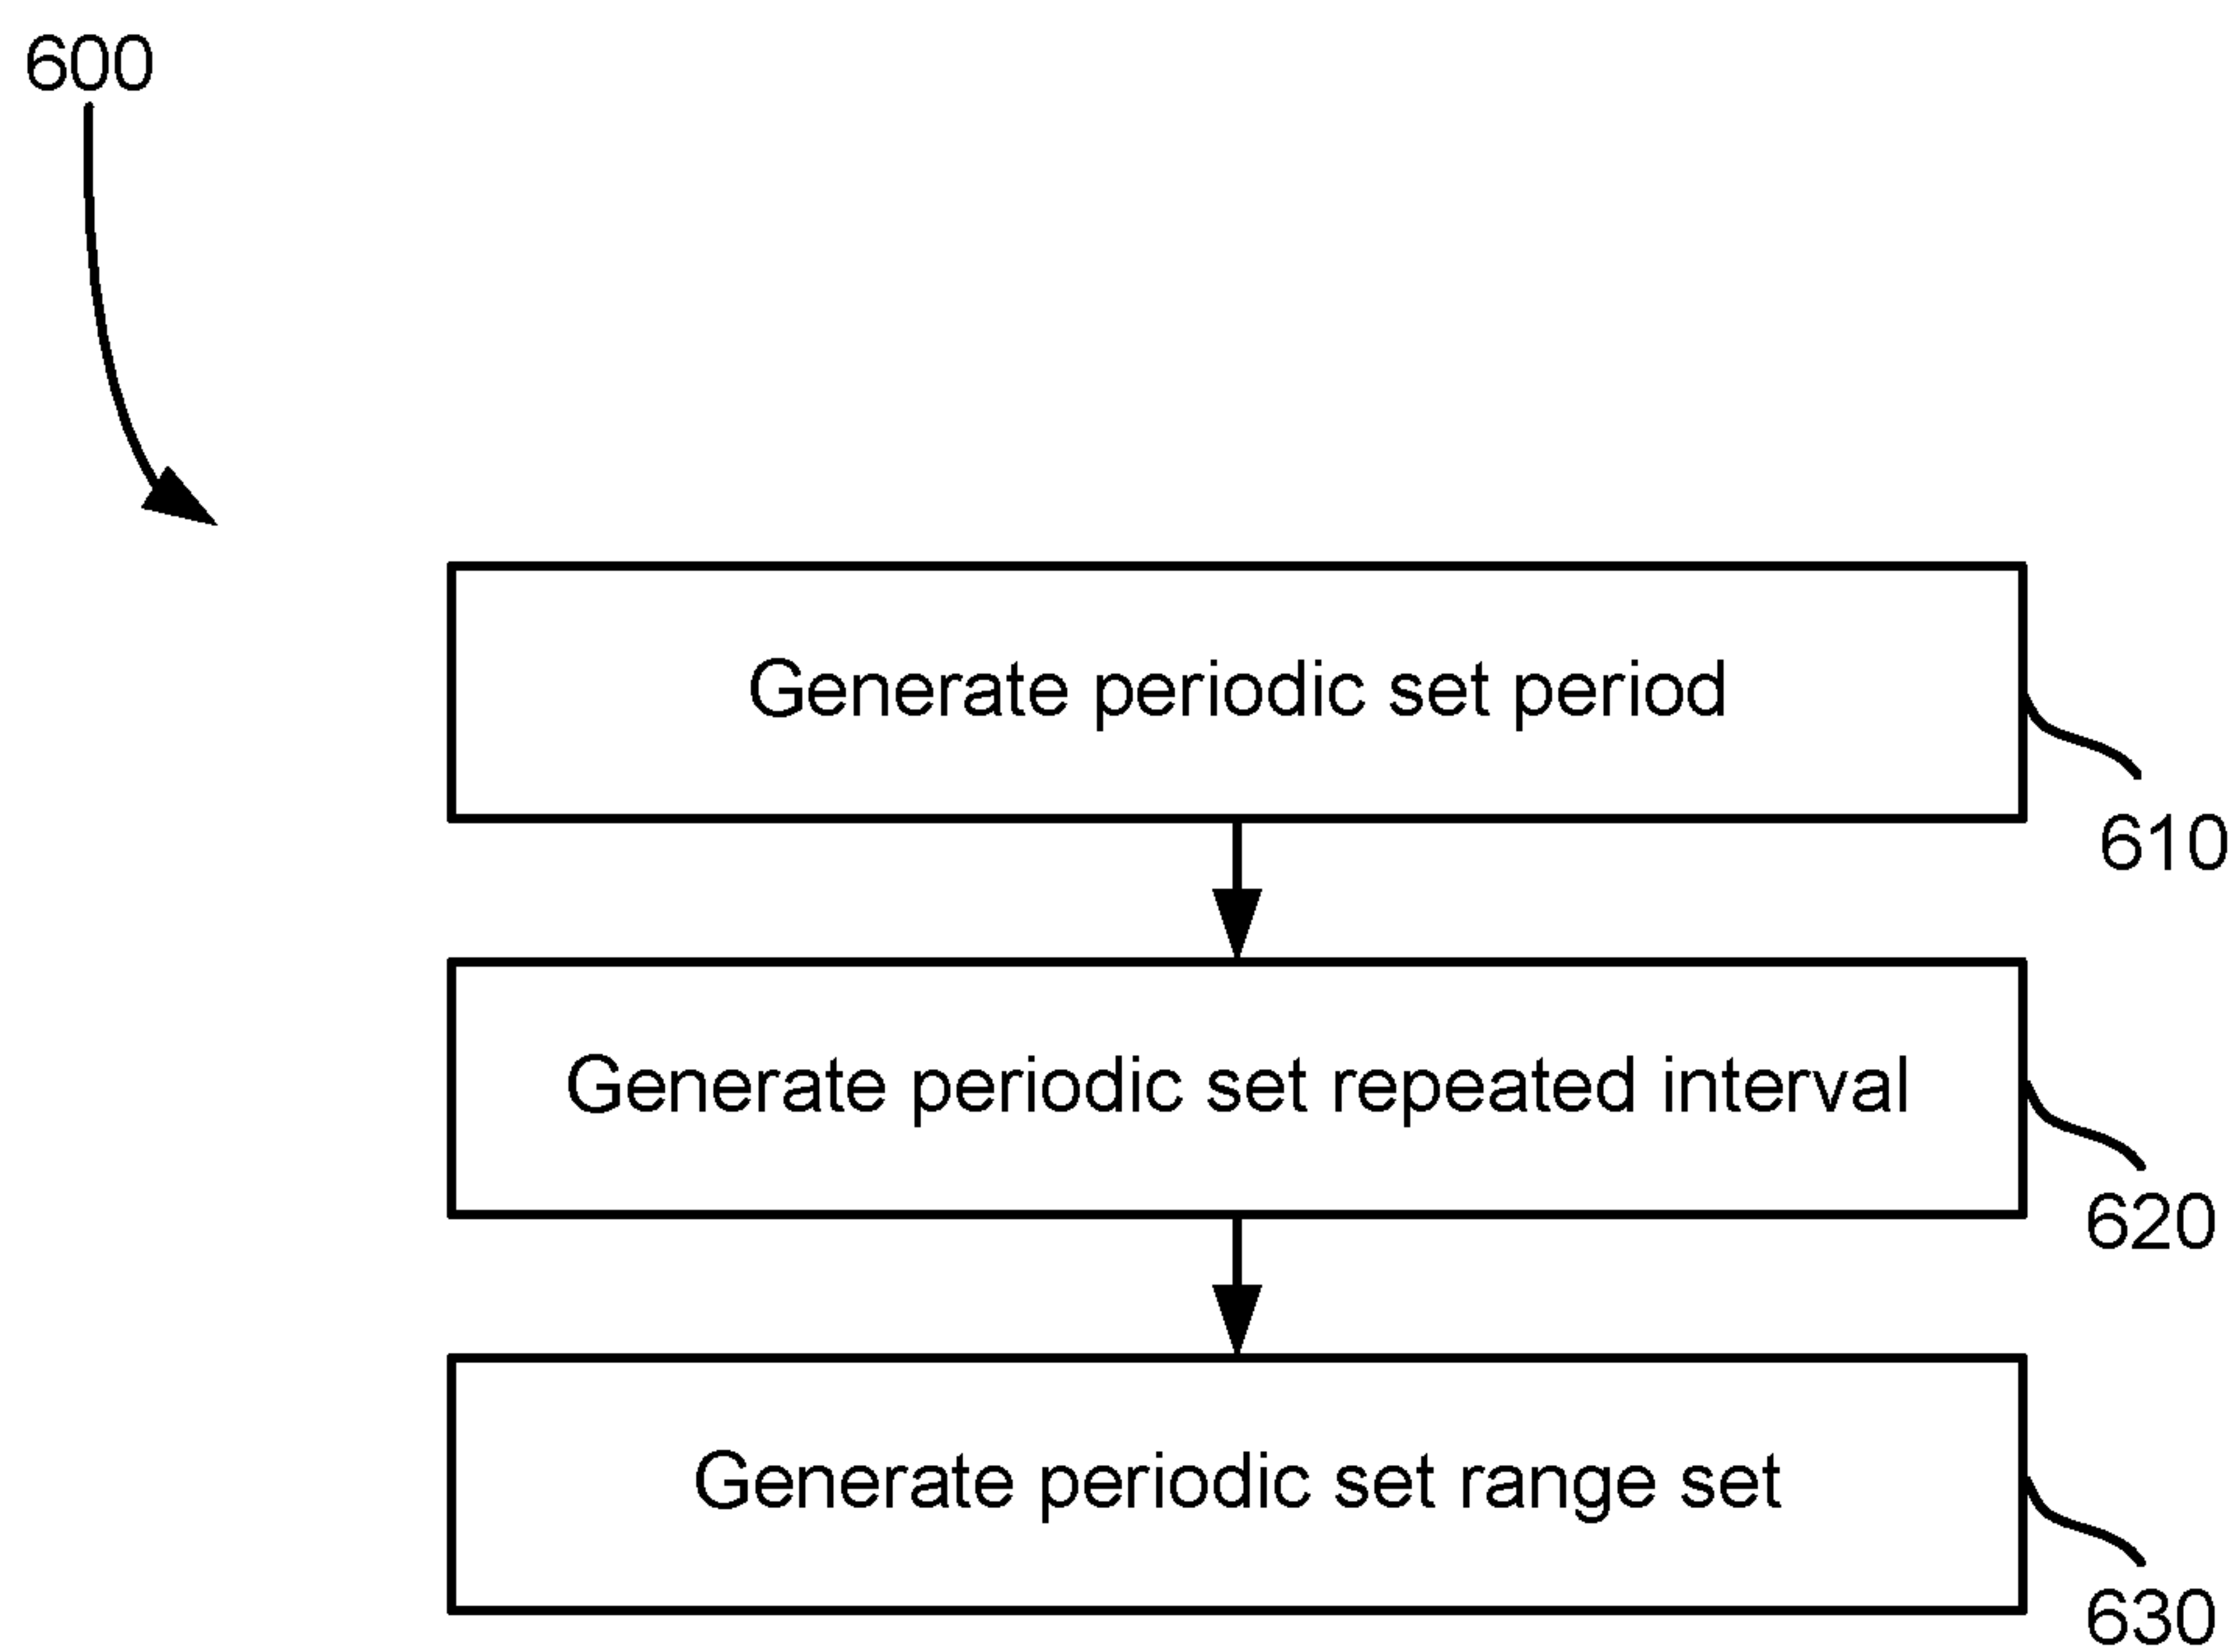 600
Generate periodic set period
610
Generate periodic set repeated interval
620
Generate periodic set range set
630